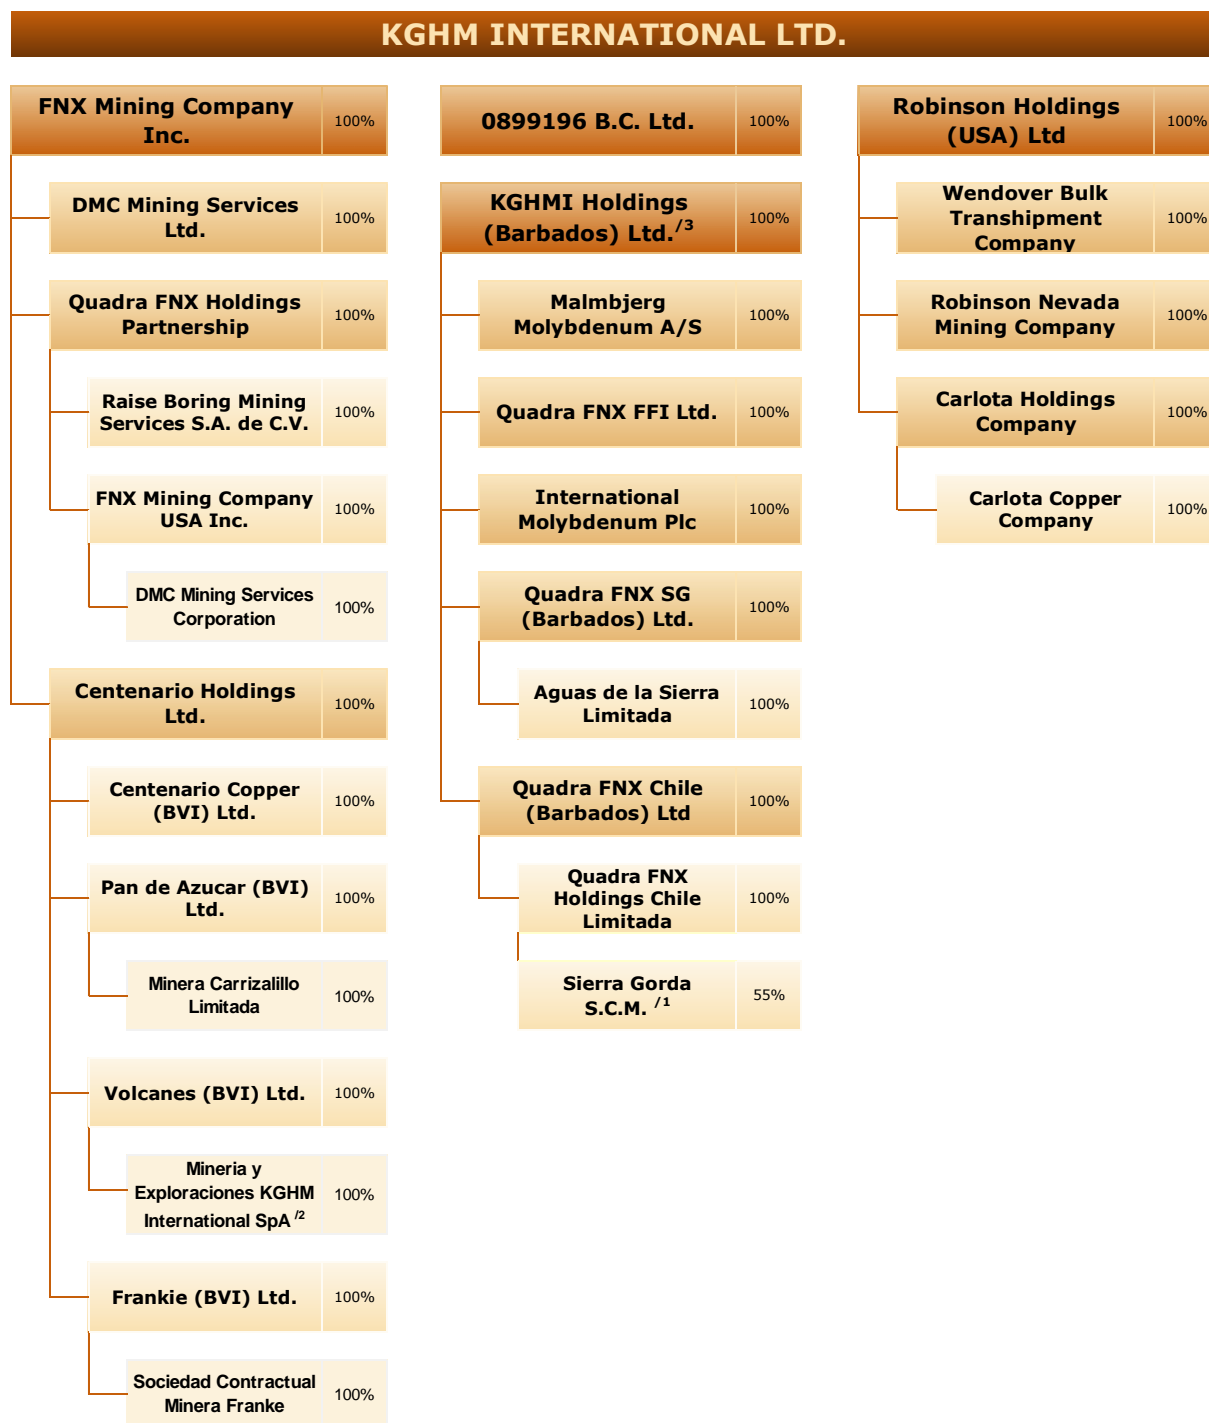 KGHM INTERNATIONAL LTD.
FNX Mining Company
Inc.
100%
DMC Mining Services
Ltd.
100%
Quadra FNX Holdings
Partnership
100%
Raise Boring Mining
Services S.A. de C.V.
100%
FNX Mining Company
USA Inc.
100%
DMC Mining Services
Corporation
100%
Centenario Holdings
Ltd.
100%
Centenario Copper
(BVI) Ltd.
100%
Pan de Azucar (BVI)
Ltd.
100%
Minera Carrizalillo
Limitada
100%
Volcanes (BVI) Ltd.
100%
Mineria y
Exploraciones KGHM
International SpA /2
100%
Frankie (BVI) Ltd.
100%
Sociedad Contractual
Minera Franke
100%
0899196 B.C. Ltd.
100%
KGHMI Holdings
(Barbados) Ltd./3
100%
Malmbjerg
Molybdenum A/S
100%
Quadra FNX FFI Ltd.
100%
International
Molybdenum Plc
100%
Quadra FNX SG
(Barbados) Ltd.
100%
Aguas de la Sierra
Limitada
100%
Quadra FNX Chile
(Barbados) Ltd
100%
Quadra FNX
Holdings Chile
Limitada
100%
Sierra Gorda
S.C.M. /1
55%
Robinson Holdings
(USA) Ltd
100%
Wendover Bulk
Transhipment
Company
100%
Robinson Nevada
Mining Company
100%
Carlota Holdings
Company
100%
Carlota Copper
Company
100%